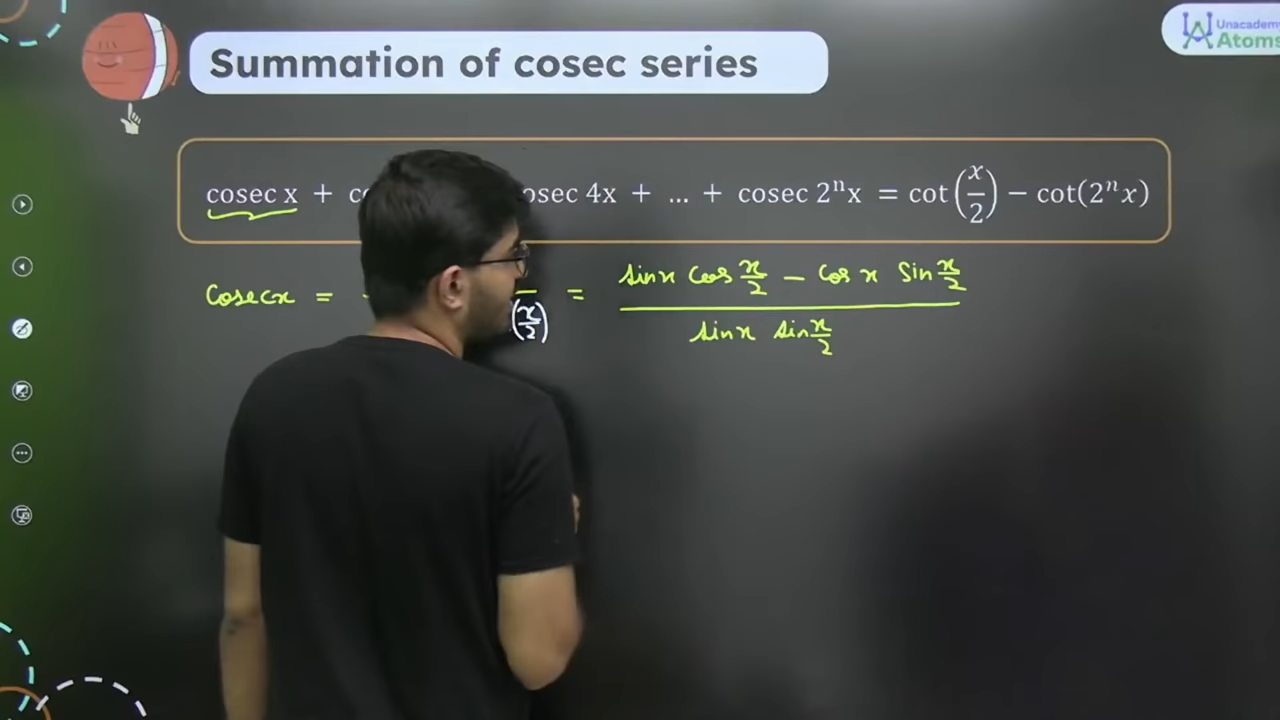 Unacademy
Atoms
Summation of cosec series
cosec x + co osec 4x + ... + cosec 2ⁿx = cot(x/2) − cot(2ⁿx)
Cosecx = (x/2) = (sinx Cos x/2 − Cos x Sin x/2)/(sinx sin x/2)